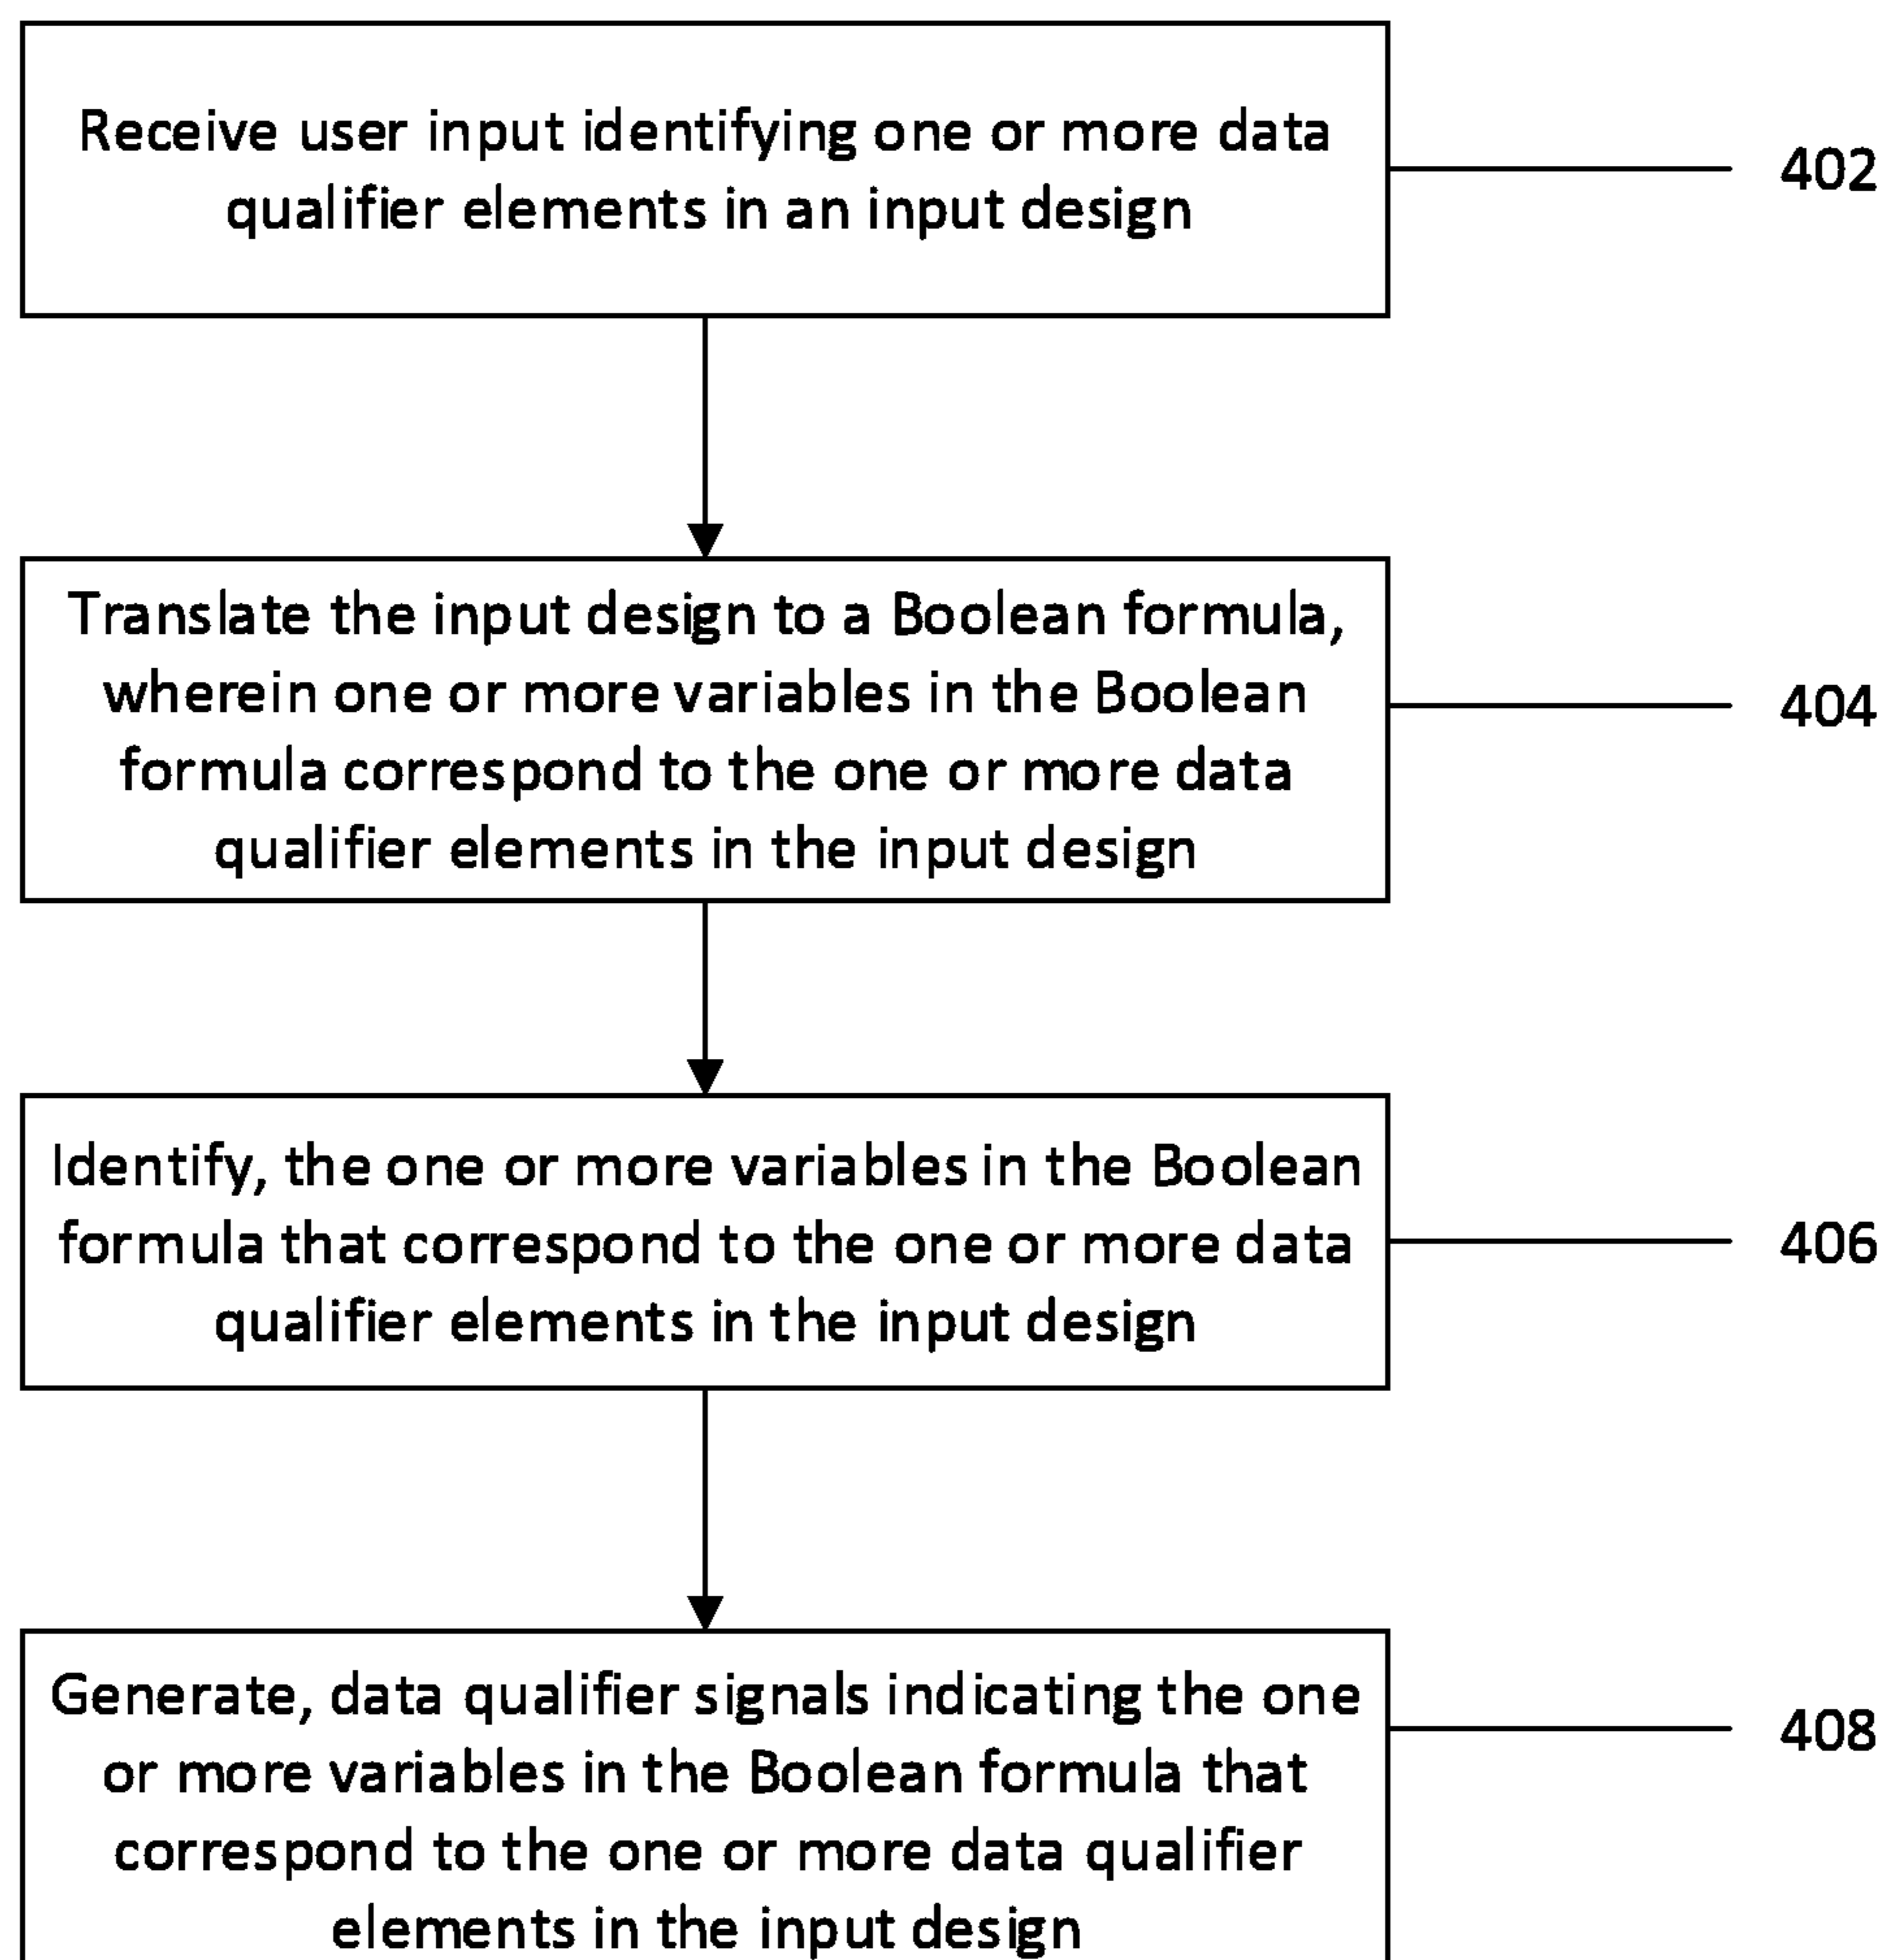 Receive user input identifying one or more data
qualifier elements in an input design
402
Translate the input design to a Boolean formula,
wherein one or more variables in the Boolean
formula correspond to the one or more data
qualifier elements in the input design
404
Identify, the one or more variables in the Boolean
formula that correspond to the one or more data
qualifier elements in the input design
406
Generate, data qualifier signals indicating the one
or more variables in the Boolean formula that
correspond to the one or more data qualifier
elements in the input design
408